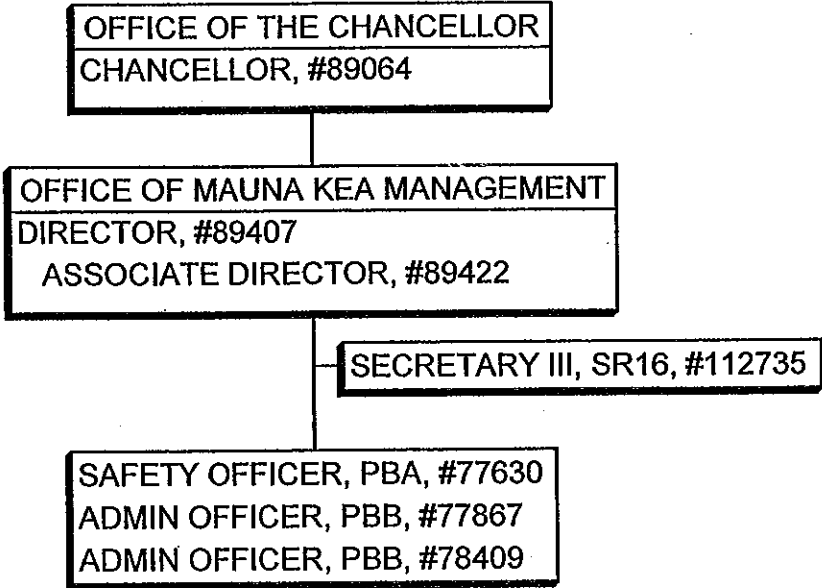 OFFICE OF THE CHANCELLOR
CHANCELLOR, #89064
OFFICE OF MAUNA KEA MANAGEMENT
DIRECTOR, #89407
ASSOCIATE DIRECTOR, #89422
SECRETARY III, SR16, #112735
SAFETY OFFICER, PBA, #77630
ADMIN OFFICER, PBB, #77867
ADMIN OFFICER, PBB, #78409